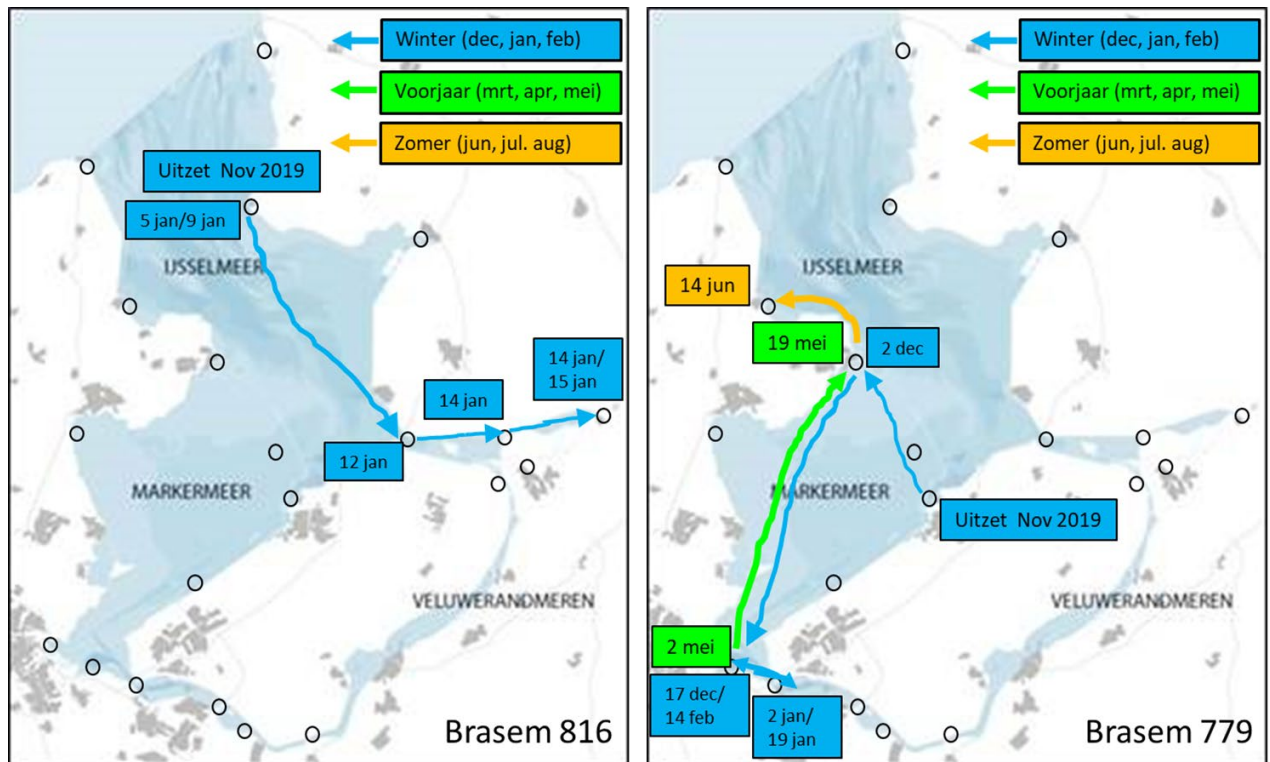 Winter (dec, jan, feb)
Voorjaar (mrt, apr, mei)
Zomer (jun, jul. aug)
Uitzet Nov 2019
5 jan/9 jan
IJSSELMEER
14 jan/
15 jan
14 jan
12 jan
MARKERMEER
VELUWERANDMEREN
Brasem 816
Winter (dec, jan, feb)
Voorjaar (mrt, apr, mei)
Zomer (jun, jul. aug)
IJSSELMEER
14 jun
19 mei
2 dec
MARKERMEER
Uitzet Nov 2019
VELUWERANDMEREN
2 mei
17 dec/
14 feb
2 jan/
19 jan
Brasem 779